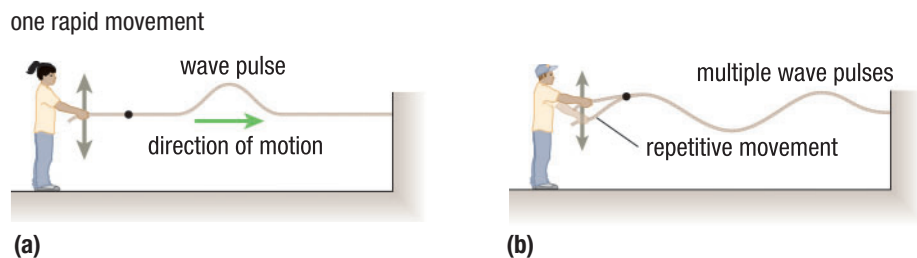 one rapid movement
wave pulse
direction of motion
(a)
multiple wave pulses
repetitive movement
(b)